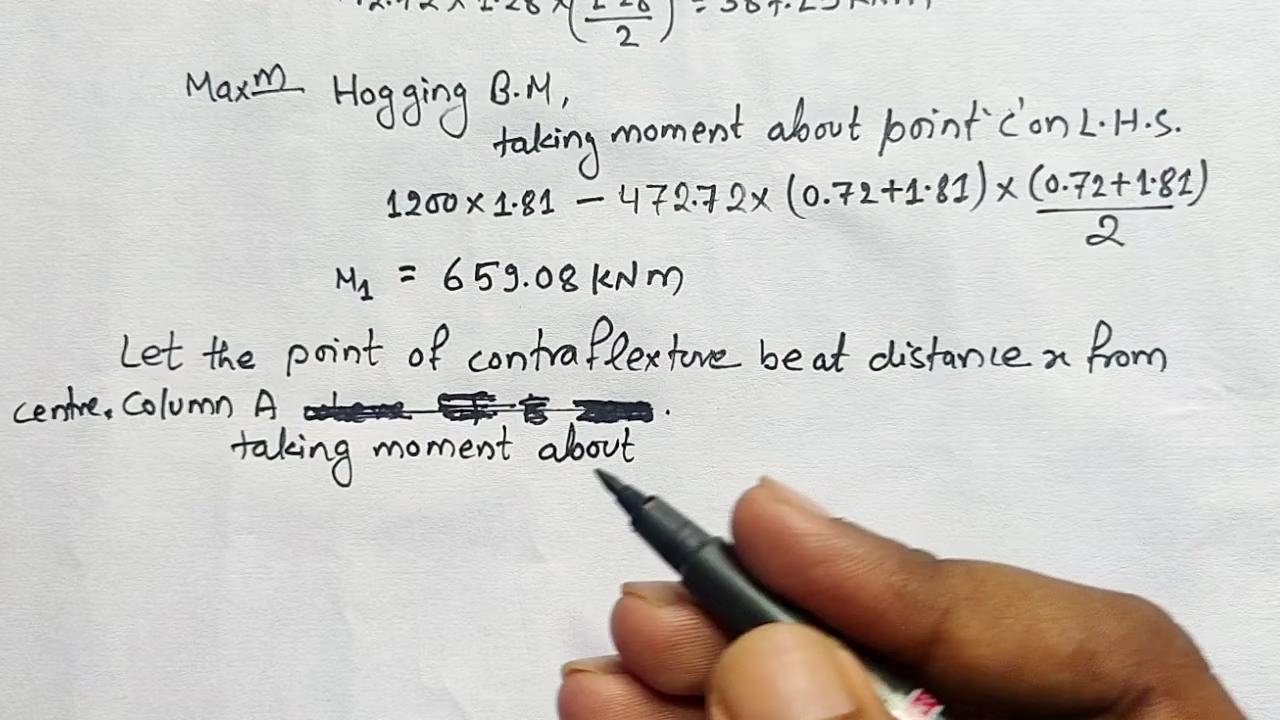 Maxm Hogging B.M,
taking moment about point 'c' on L.H.S.
1200 × 1.81 − 472.72 × (0.72+1.81) × (0.72+1.81)/2
M1 = 659.08 kNm
Let the point of contraflexture be at distance x from
centre. Column A .
taking moment about